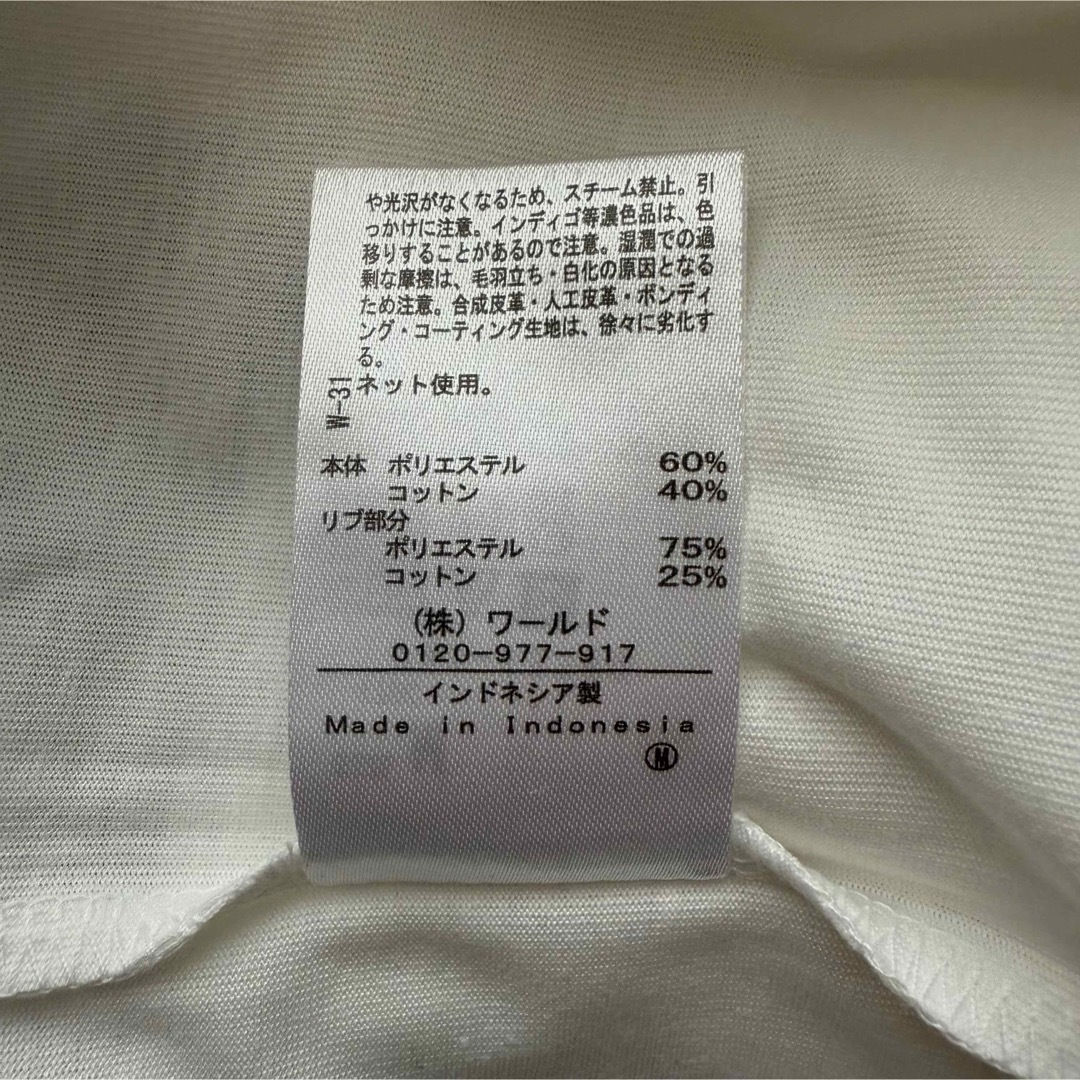 や光沢がなくなるため、スチーム禁止。引
っかけに注意。インディゴ等濃色品は、色
移りすることがあるので注意。湿潤での過
剰な摩擦は、毛羽立ち・白化の原因となる
ため注意。合成皮革・人工皮革・ボンディ
ング・コーティング生地は、徐々に劣化す
る。
ネット使用。
W-31
本体 ポリエステル 60%
コットン 40%
リブ部分
ポリエステル 75%
コットン 25%
(株) ワールド
0120-977-917
インドネシア製
Made in Indonesia
M